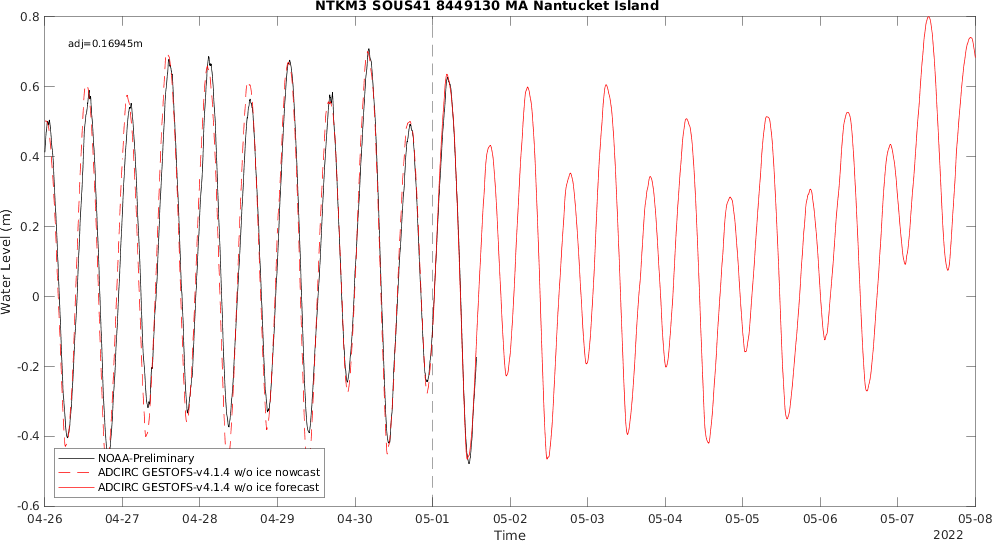 NTKM3 SOUS41 8449130 MA Nantucket Island
adj=0.16945m
0.8
0.6
0.4
0.2
0
-0.2
-0.4
-0.6
Water Level (m)
NOAA-Preliminary
ADCIRC GESTOFS-v4.1.4 w/o ice nowcast
ADCIRC GESTOFS-v4.1.4 w/o ice forecast
04-26 04-27 04-28 04-29 04-30 05-01 05-02 05-03 05-04 05-05 05-06 05-07 05-08
Time
2022